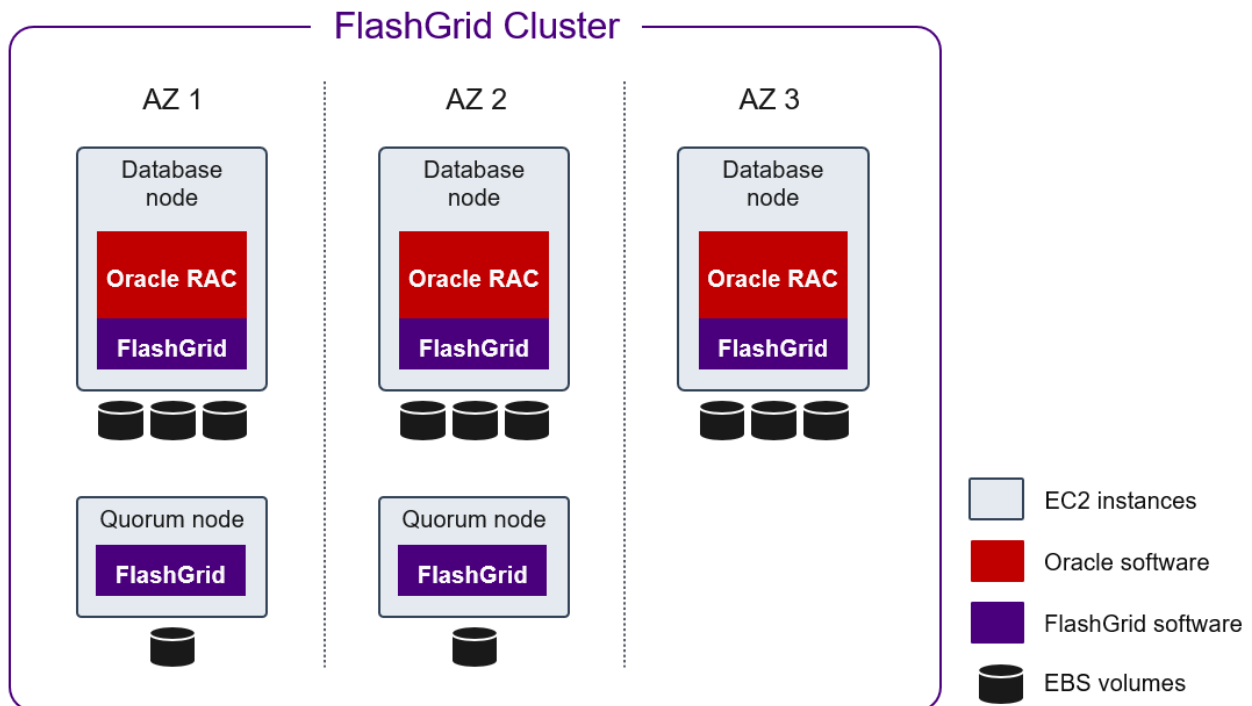 FlashGrid Cluster
AZ 1
AZ 2
AZ 3
Database
node
Oracle RAC
FlashGrid
Database
node
Oracle RAC
FlashGrid
Database
node
Oracle RAC
FlashGrid
Quorum node
FlashGrid
Quorum node
FlashGrid
EC2 instances
Oracle software
FlashGrid software
EBS volumes